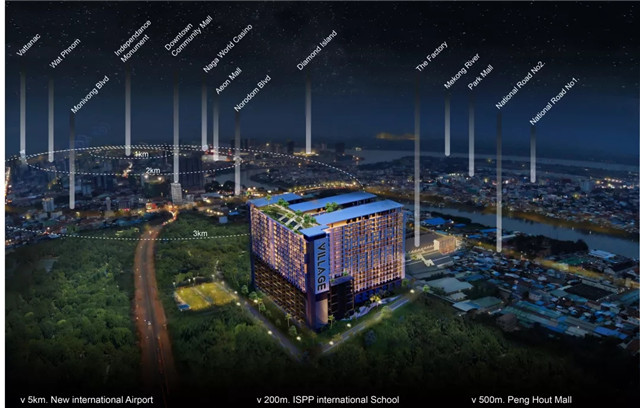 Vattanac
Wat Phnom
Monivong Blvd
Independance
Monument
Downtown
Community Mall
Naga World Casino
Aeon Mall
Norodom Blvd
Diamond Island
The Factory
Mekong River
Park Mall
National Road No2.
National Road No1.
1km
2km
3km
VILLAGE
v 5km. New international Airport
v 200m. ISPP international School
v 500m. Peng Hout Mall